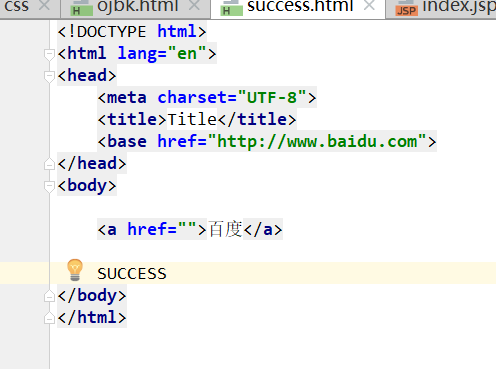 css ojbk.html success.html index.jsp
<!DOCTYPE html>
<html lang="en">
<head>
    <meta charset="UTF-8">
    <title>Title</title>
    <base href="http://www.baidu.com">
</head>
<body>
    <a href="">百度</a>
    SUCCESS
</body>
</html>